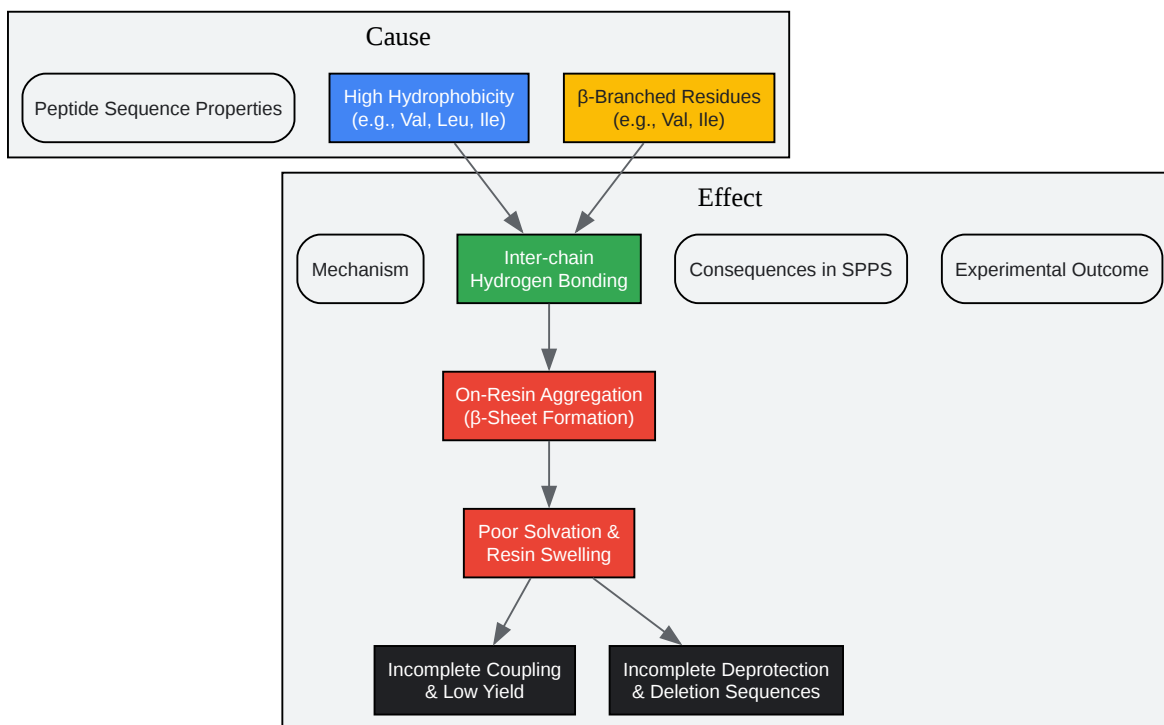 Cause
Peptide Sequence Properties
High Hydrophobicity
(e.g., Val, Leu, Ile)
β-Branched Residues
(e.g., Val, Ile)
Effect
Mechanism
Inter-chain
Hydrogen Bonding
Consequences in SPPS
Experimental Outcome
On-Resin Aggregation
(β-Sheet Formation)
Poor Solvation &
Resin Swelling
Incomplete Coupling
& Low Yield
Incomplete Deprotection
& Deletion Sequences